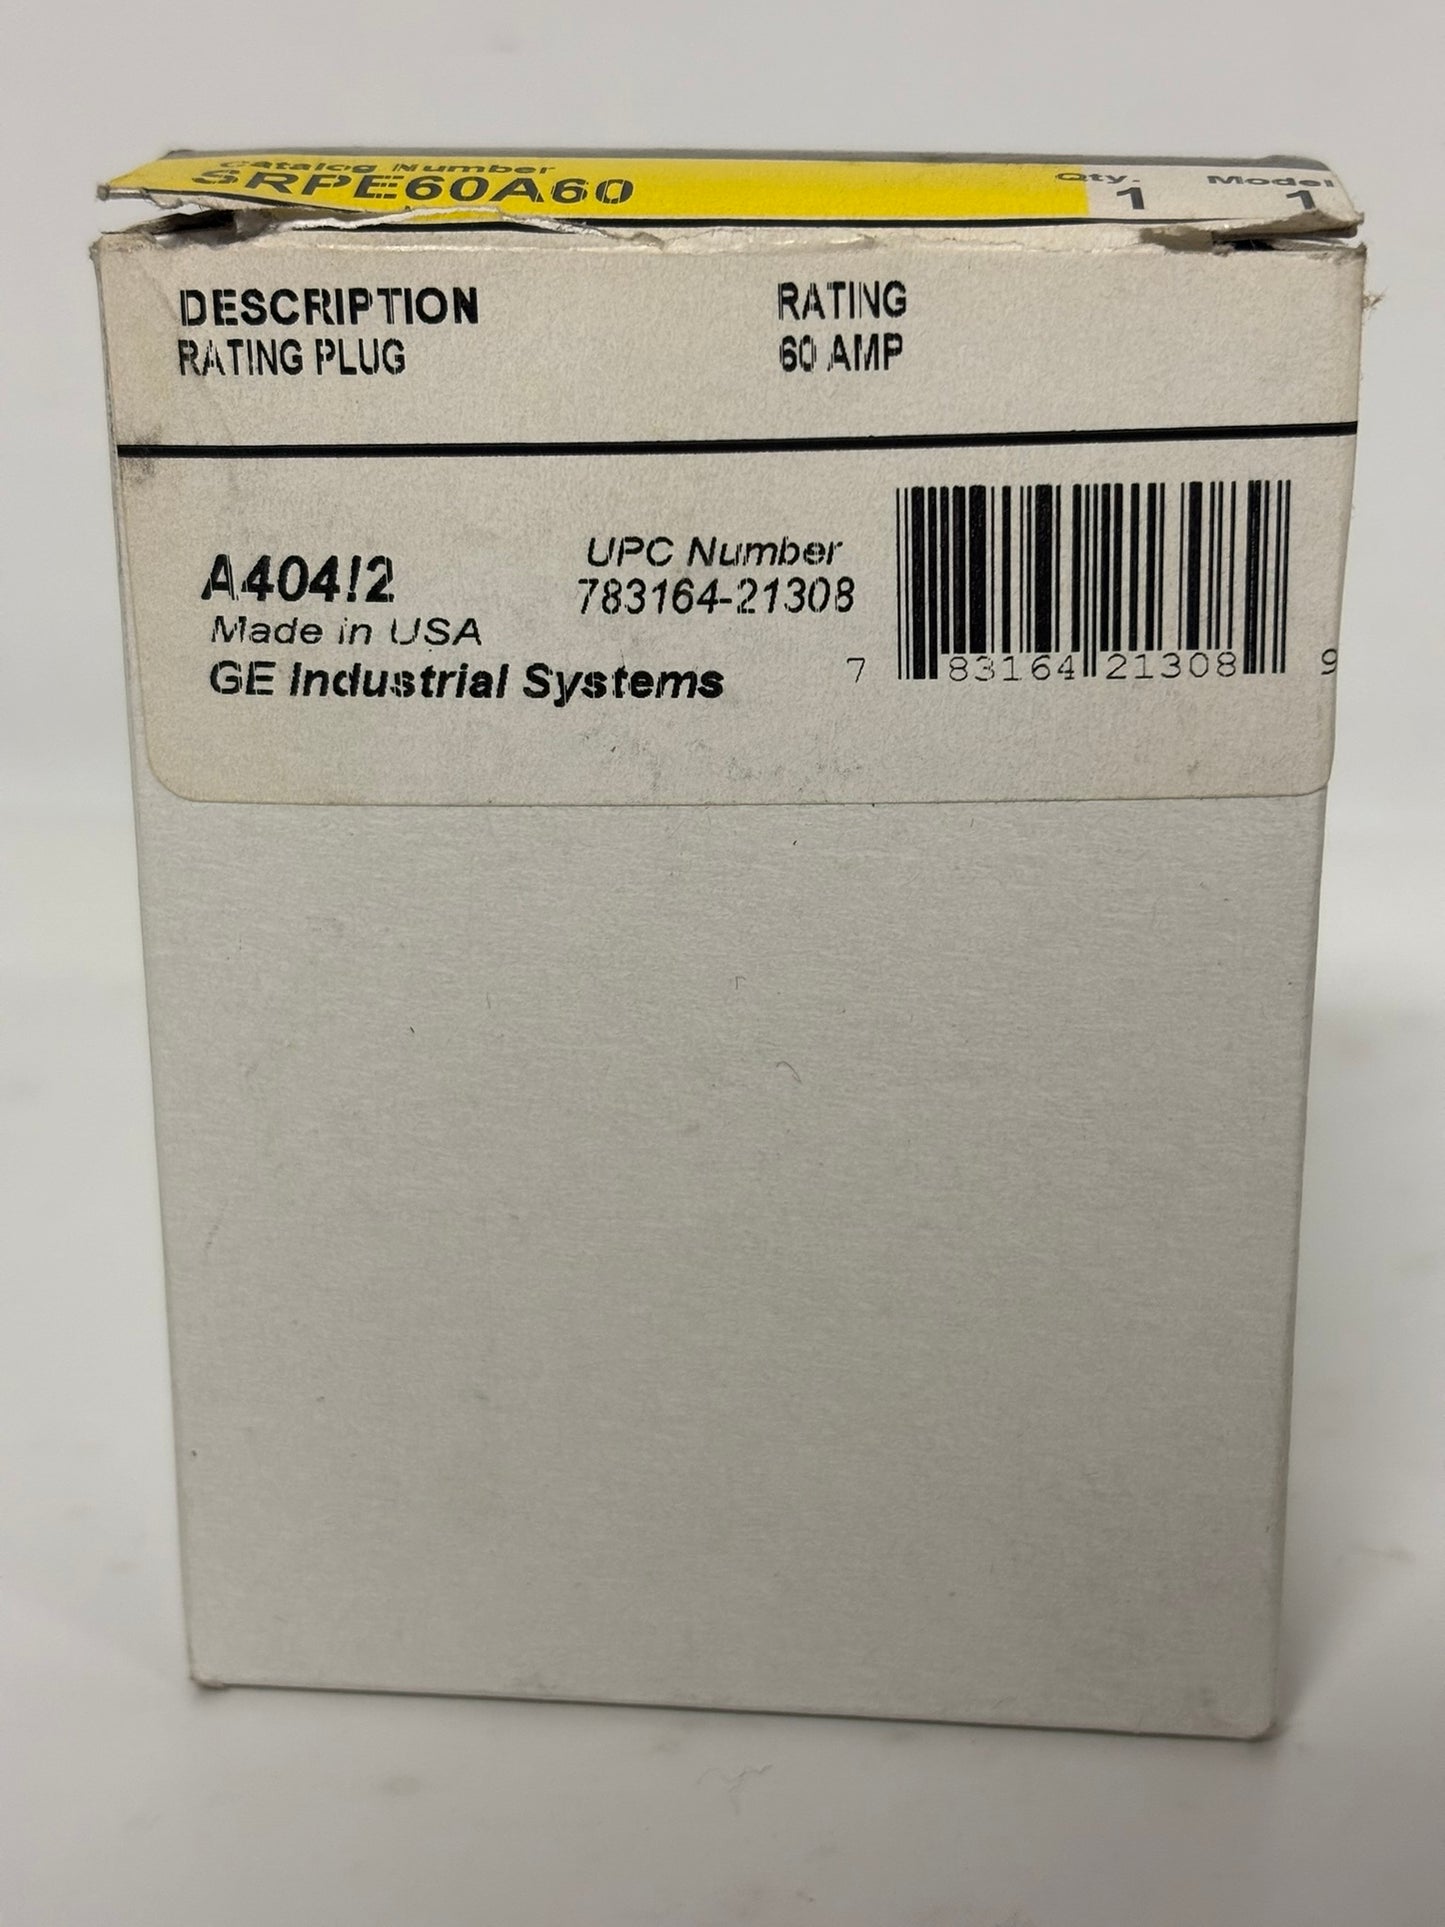 Catalog Number
SRPE60A60
Qty.
1
Model
1
DESCRIPTION
RATING PLUG
RATING
60 AMP
A404!2
Made in USA
GE Industrial Systems
UPC Number
783164-21308
7 83164 21308 9